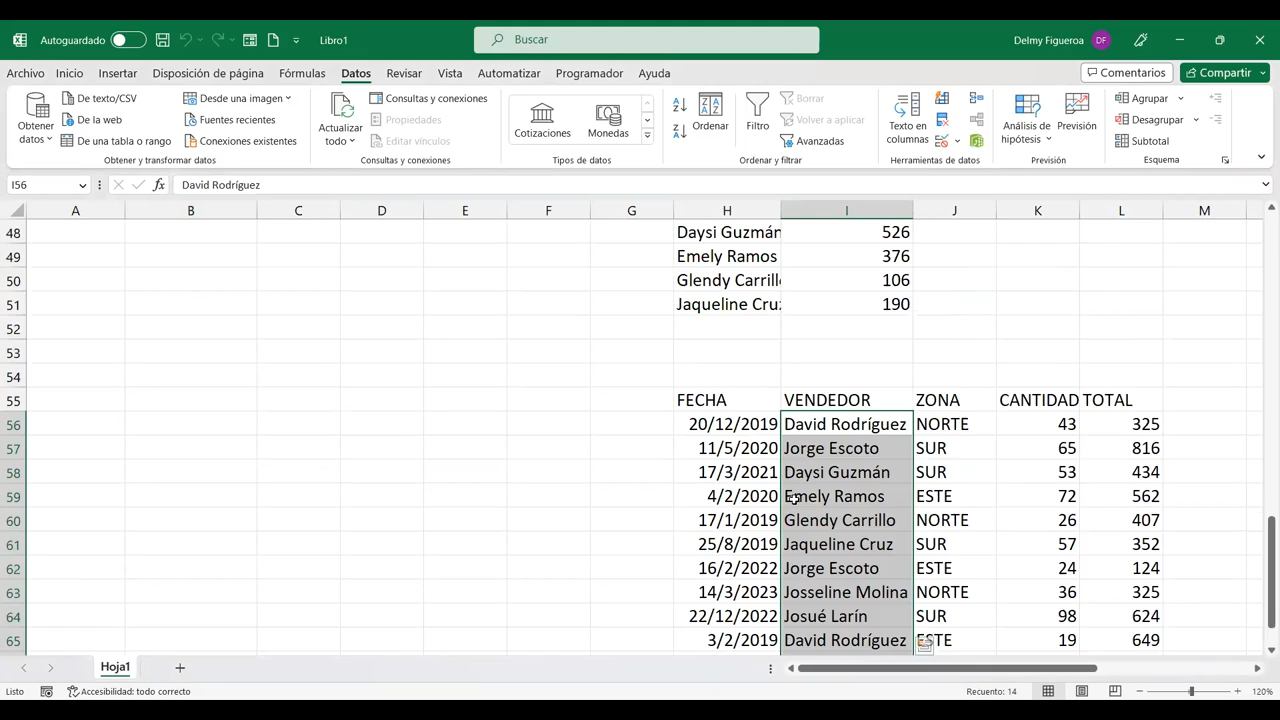 Autoguardado Libro1 Buscar Delmy Figueroa DF
Archivo Inicio Insertar Disposición de página Fórmulas Datos Revisar Vista Automatizar Programador Ayuda Comentarios Compartir
Obtener datos
De texto/CSV
De la web
De una tabla o rango
Desde una imagen
Fuentes recientes
Conexiones existentes
Obtener y transformar datos
Actualizar todo
Consultas y conexiones
Propiedades
Editar vínculos
Consultas y conexiones
Cotizaciones Monedas
Tipos de datos
Ordenar
Filtro
Borrar
Volver a aplicar
Avanzadas
Ordenar y filtrar
Texto en columnas
Herramientas de datos
Análisis de hipótesis
Previsión
Previsión
Agrupar
Desagrupar
Subtotal
Esquema
I56 fx David Rodríguez
A B C D E F G H I J K L M
48 Daysi Guzmán 526
49 Emely Ramos 376
50 Glendy Carrill 106
51 Jaqueline Cruz 190
52
53
54
55 FECHA VENDEDOR ZONA CANTIDAD TOTAL
56 20/12/2019 David Rodríguez NORTE 43 325
57 11/5/2020 Jorge Escoto SUR 65 816
58 17/3/2021 Daysi Guzmán SUR 53 434
59 4/2/2020 Emely Ramos ESTE 72 562
60 17/1/2019 Glendy Carrillo NORTE 26 407
61 25/8/2019 Jaqueline Cruz SUR 57 352
62 16/2/2022 Jorge Escoto ESTE 24 124
63 14/3/2023 Josseline Molina NORTE 36 325
64 22/12/2022 Josué Larín SUR 98 624
65 3/2/2019 David Rodríguez ESTE 19 649
Hoja1
Listo Accesibilidad: todo correcto Recuento: 14 120%